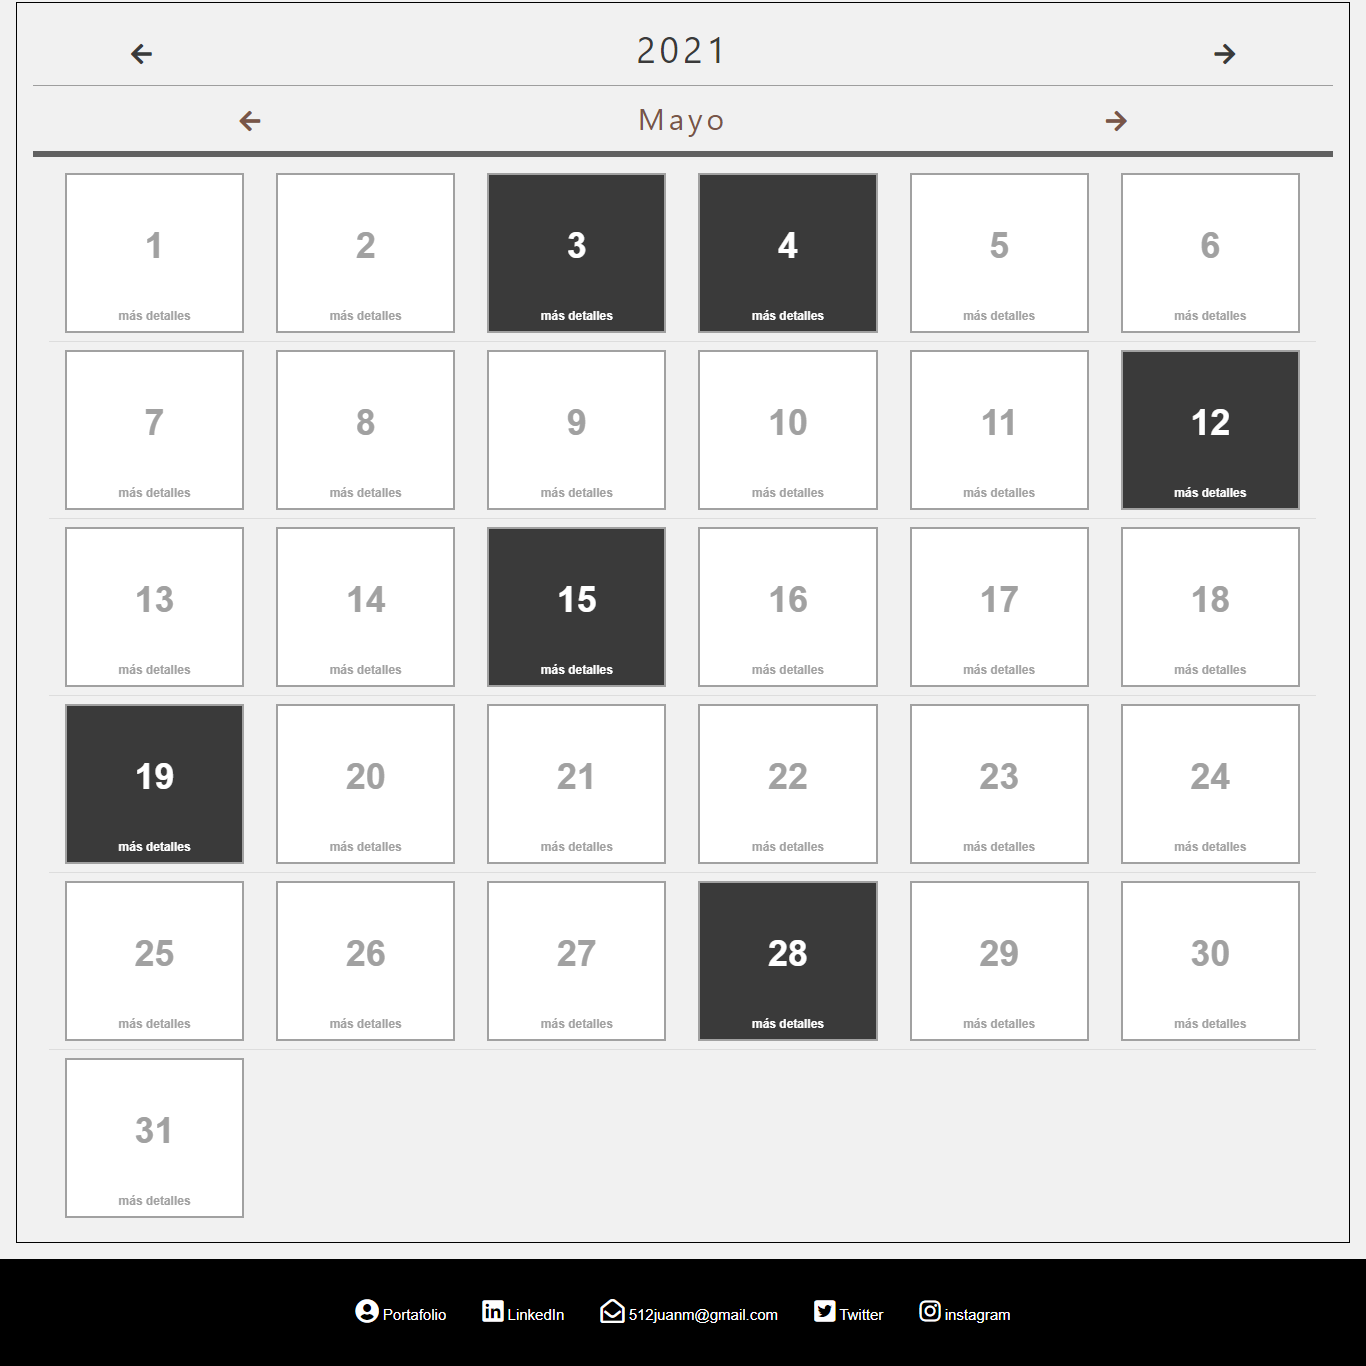 2021
Mayo
1 2 3 4 5 6
más detalles más detalles más detalles más detalles más detalles más detalles
7 8 9 10 11 12
más detalles más detalles más detalles más detalles más detalles más detalles
13 14 15 16 17 18
más detalles más detalles más detalles más detalles más detalles más detalles
19 20 21 22 23 24
más detalles más detalles más detalles más detalles más detalles más detalles
25 26 27 28 29 30
más detalles más detalles más detalles más detalles más detalles más detalles
31
más detalles
Portafolio LinkedIn 512juanm@gmail.com Twitter instagram